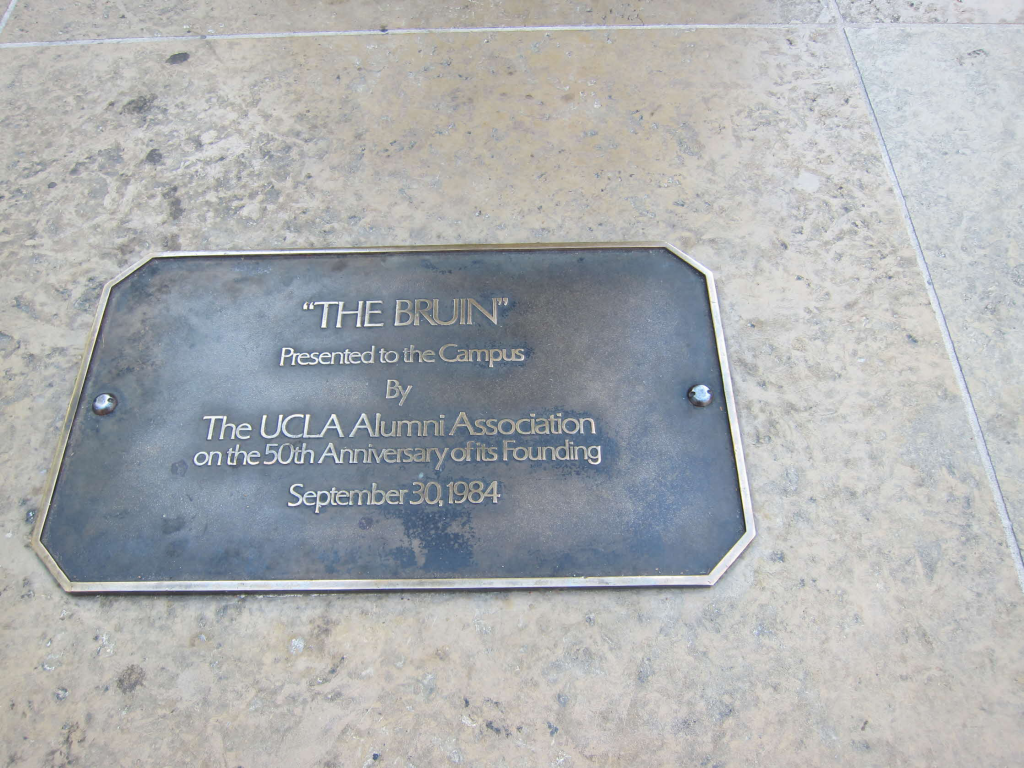 “THE BRUIN”
Presented to the Campus
By
The UCLA Alumni Association
on the 50th Anniversary of its Founding
September 30, 1984